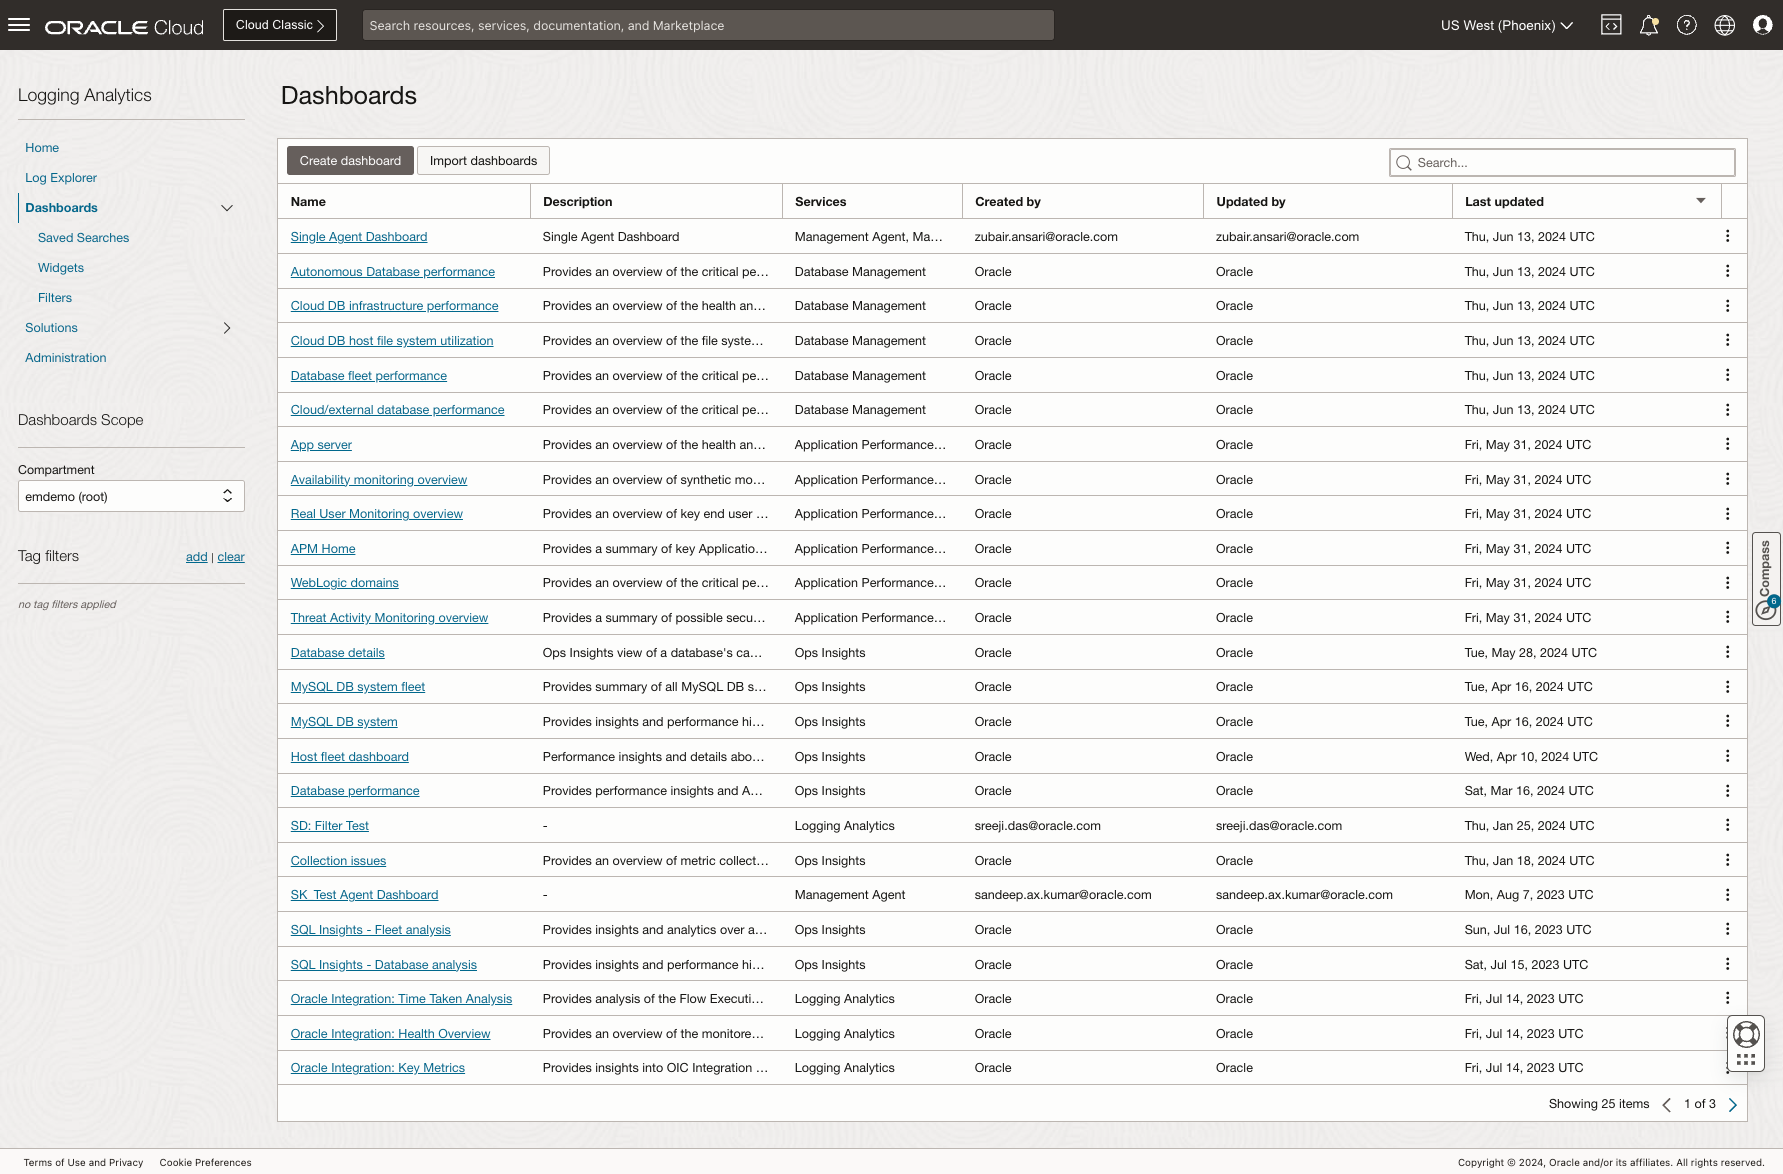 ORACLE Cloud
Cloud Classic
Search resources, services, documentation, and Marketplace
US West (Phoenix)
Logging Analytics
Home
Log Explorer
Dashboards
Saved Searches
Widgets
Filters
Solutions
Administration
Dashboards Scope
Compartment
emdemo (root)
Tag filters add | clear
no tag filters applied
Dashboards
Create dashboard Import dashboards Search...
Name Description Services Created by Updated by Last updated
Single Agent Dashboard Single Agent Dashboard Management Agent, Ma... zubair.ansari@oracle.com zubair.ansari@oracle.com Thu, Jun 13, 2024 UTC
Autonomous Database performance Provides an overview of the critical pe... Database Management Oracle Oracle Thu, Jun 13, 2024 UTC
Cloud DB infrastructure performance Provides an overview of the health an... Database Management Oracle Oracle Thu, Jun 13, 2024 UTC
Cloud DB host file system utilization Provides an overview of the file syste... Database Management Oracle Oracle Thu, Jun 13, 2024 UTC
Database fleet performance Provides an overview of the critical pe... Database Management Oracle Oracle Thu, Jun 13, 2024 UTC
Cloud/external database performance Provides an overview of the critical pe... Database Management Oracle Oracle Thu, Jun 13, 2024 UTC
App server Provides an overview of the health an... Application Performance... Oracle Oracle Fri, May 31, 2024 UTC
Availability monitoring overview Provides an overview of synthetic mo... Application Performance... Oracle Oracle Fri, May 31, 2024 UTC
Real User Monitoring overview Provides an overview of key end user ... Application Performance... Oracle Oracle Fri, May 31, 2024 UTC
APM Home Provides a summary of key Applicatio... Application Performance... Oracle Oracle Fri, May 31, 2024 UTC
WebLogic domains Provides an overview of the critical pe... Application Performance... Oracle Oracle Fri, May 31, 2024 UTC
Threat Activity Monitoring overview Provides a summary of possible secu... Application Performance... Oracle Oracle Fri, May 31, 2024 UTC
Database details Ops Insights view of a database's ca... Ops Insights Oracle Oracle Tue, May 28, 2024 UTC
MySQL DB system fleet Provides summary of all MySQL DB s... Ops Insights Oracle Oracle Tue, Apr 16, 2024 UTC
MySQL DB system Provides insights and performance hi... Ops Insights Oracle Oracle Tue, Apr 16, 2024 UTC
Host fleet dashboard Performance insights and details abo... Ops Insights Oracle Oracle Wed, Apr 10, 2024 UTC
Database performance Provides performance insights and A... Ops Insights Oracle Oracle Sat, Mar 16, 2024 UTC
SD: Filter Test - Logging Analytics sreeji.das@oracle.com sreeji.das@oracle.com Thu, Jan 25, 2024 UTC
Collection issues Provides an overview of metric collect... Ops Insights Oracle Oracle Thu, Jan 18, 2024 UTC
SK_Test Agent Dashboard - Management Agent sandeep.ax.kumar@oracle.com sandeep.ax.kumar@oracle.com Mon, Aug 7, 2023 UTC
SQL Insights - Fleet analysis Provides insights and analytics over a... Ops Insights Oracle Oracle Sun, Jul 16, 2023 UTC
SQL Insights - Database analysis Provides insights and performance hi... Ops Insights Oracle Oracle Sat, Jul 15, 2023 UTC
Oracle Integration: Time Taken Analysis Provides analysis of the Flow Executi... Logging Analytics Oracle Oracle Fri, Jul 14, 2023 UTC
Oracle Integration: Health Overview Provides an overview of the monitore... Logging Analytics Oracle Oracle Fri, Jul 14, 2023 UTC
Oracle Integration: Key Metrics Provides insights into OIC Integration ... Logging Analytics Oracle Oracle Fri, Jul 14, 2023 UTC
Showing 25 items 1 of 3
Compass
6
Terms of Use and Privacy Cookie Preferences
Copyright © 2024, Oracle and/or its affiliates. All rights reserved.